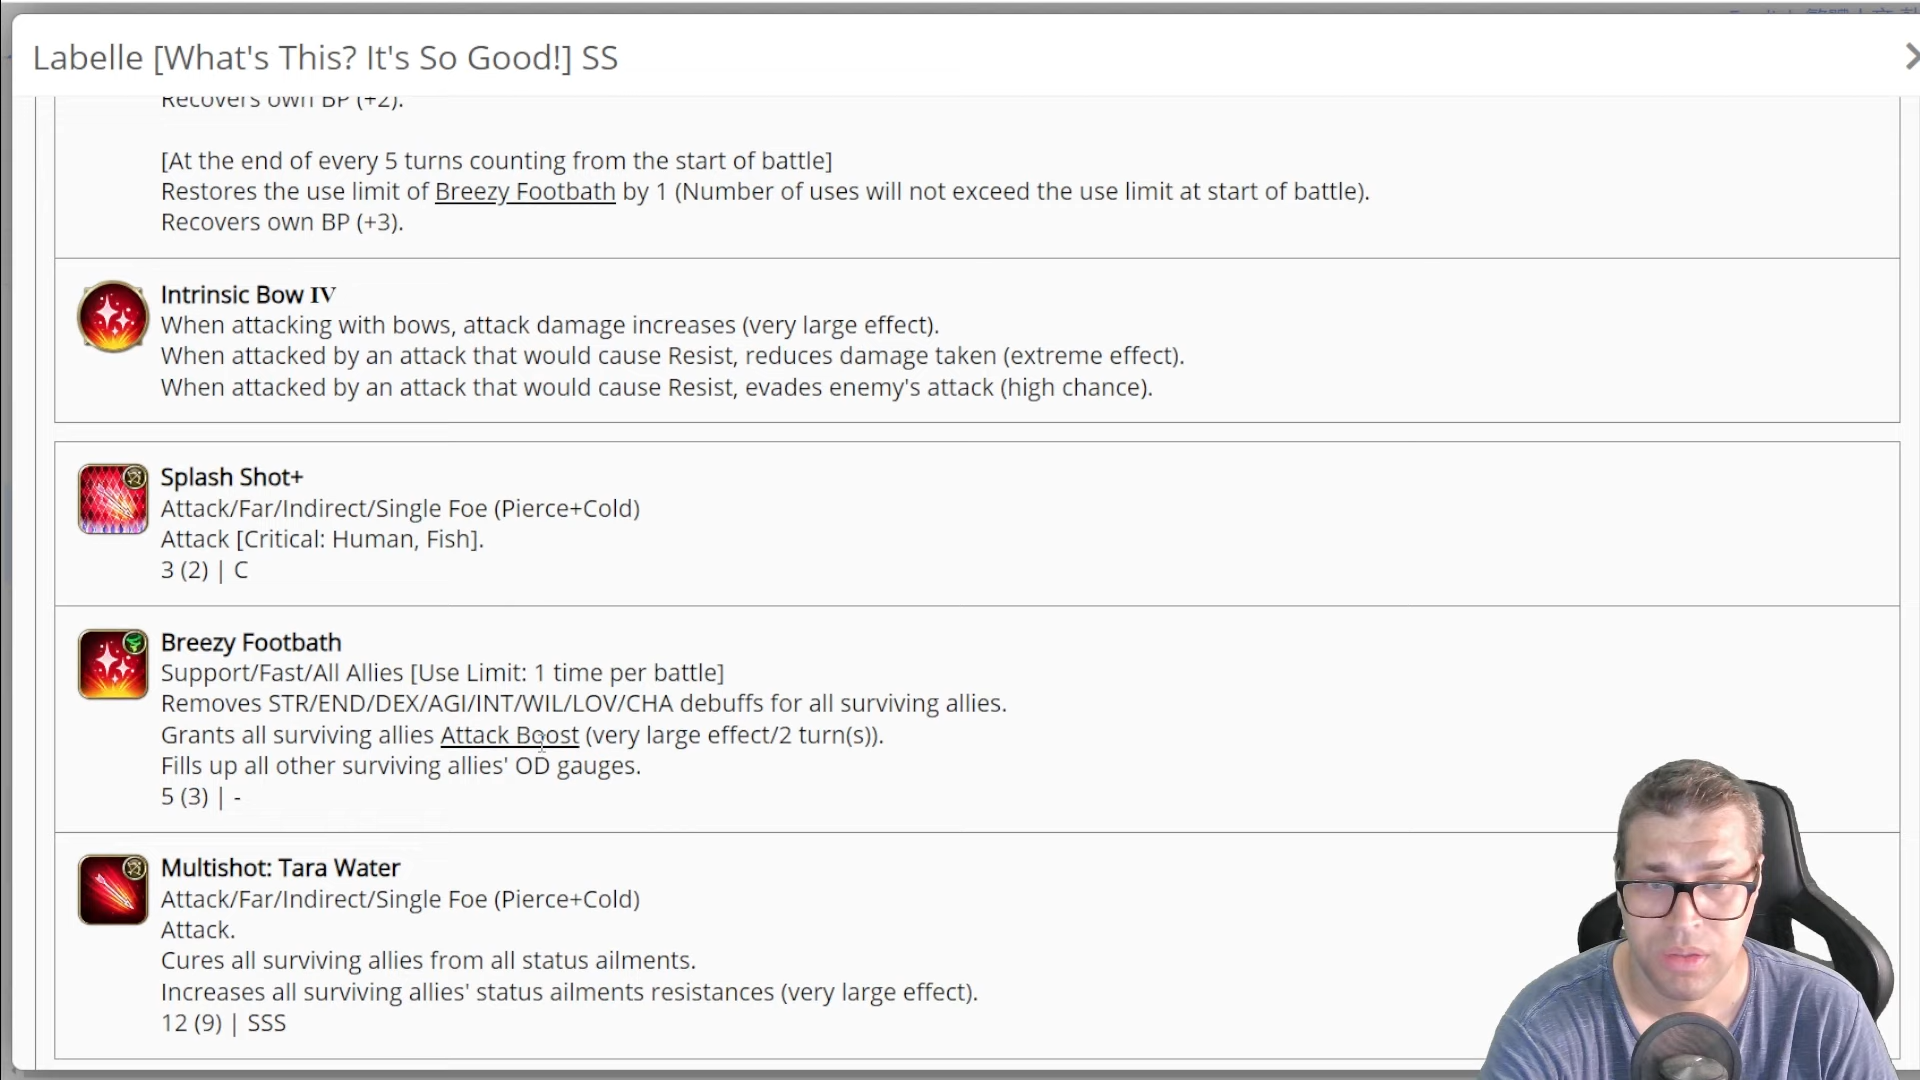 Labelle [What's This? It's So Good!] SS
Recovers own BP (+2).
[At the end of every 5 turns counting from the start of battle]
Restores the use limit of Breezy Footbath by 1 (Number of uses will not exceed the use limit at start of battle).
Recovers own BP (+3).
Intrinsic Bow IV
When attacking with bows, attack damage increases (very large effect).
When attacked by an attack that would cause Resist, reduces damage taken (extreme effect).
When attacked by an attack that would cause Resist, evades enemy's attack (high chance).
Splash Shot+
Attack/Far/Indirect/Single Foe (Pierce+Cold)
Attack [Critical: Human, Fish].
3 (2) | C
Breezy Footbath
Support/Fast/All Allies [Use Limit: 1 time per battle]
Removes STR/END/DEX/AGI/INT/WIL/LOV/CHA debuffs for all surviving allies.
Grants all surviving allies Attack Boost (very large effect/2 turn(s)).
Fills up all other surviving allies' OD gauges.
5 (3) | -
Multishot: Tara Water
Attack/Far/Indirect/Single Foe (Pierce+Cold)
Attack.
Cures all surviving allies from all status ailments.
Increases all surviving allies' status ailments resistances (very large effect).
12 (9) | SSS